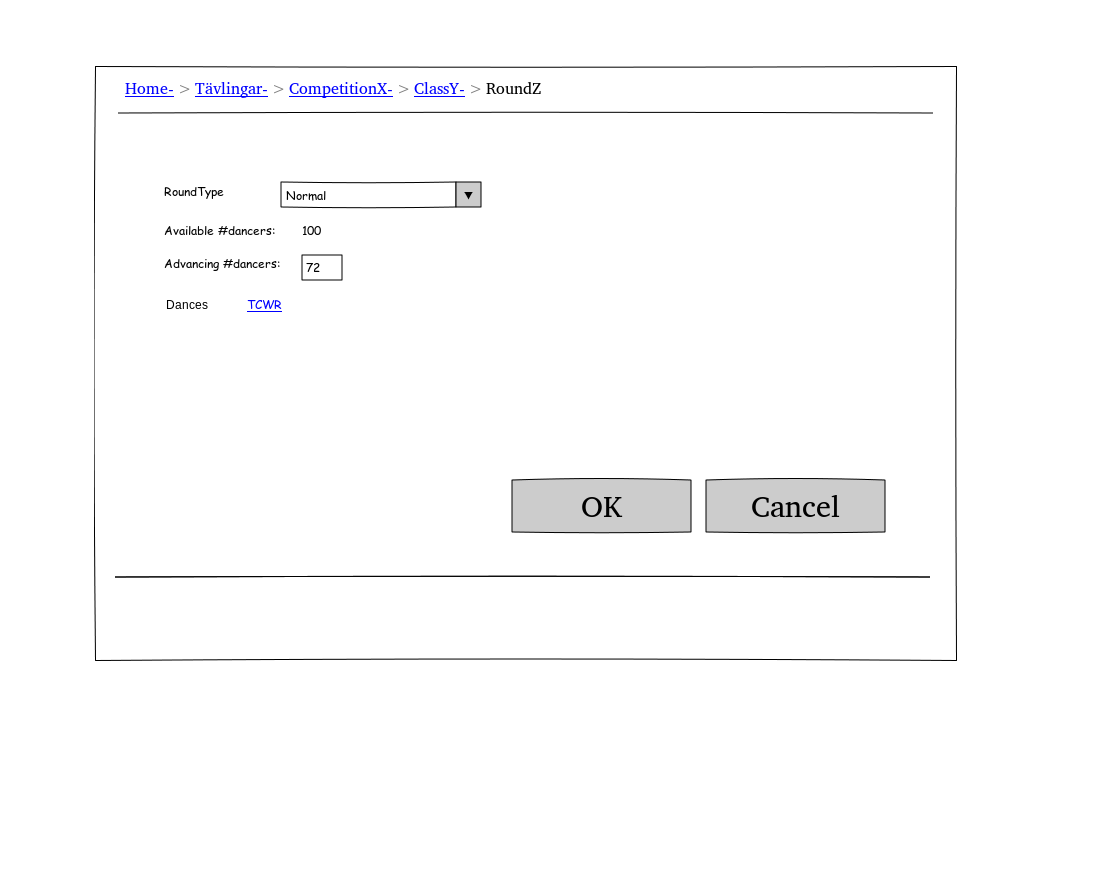 Home- > Tävlingar- > CompetitionX- > ClassY- > RoundZ
RoundType Normal
Available #dancers: 100
Advancing #dancers: 72
Dances TCWR
OK Cancel